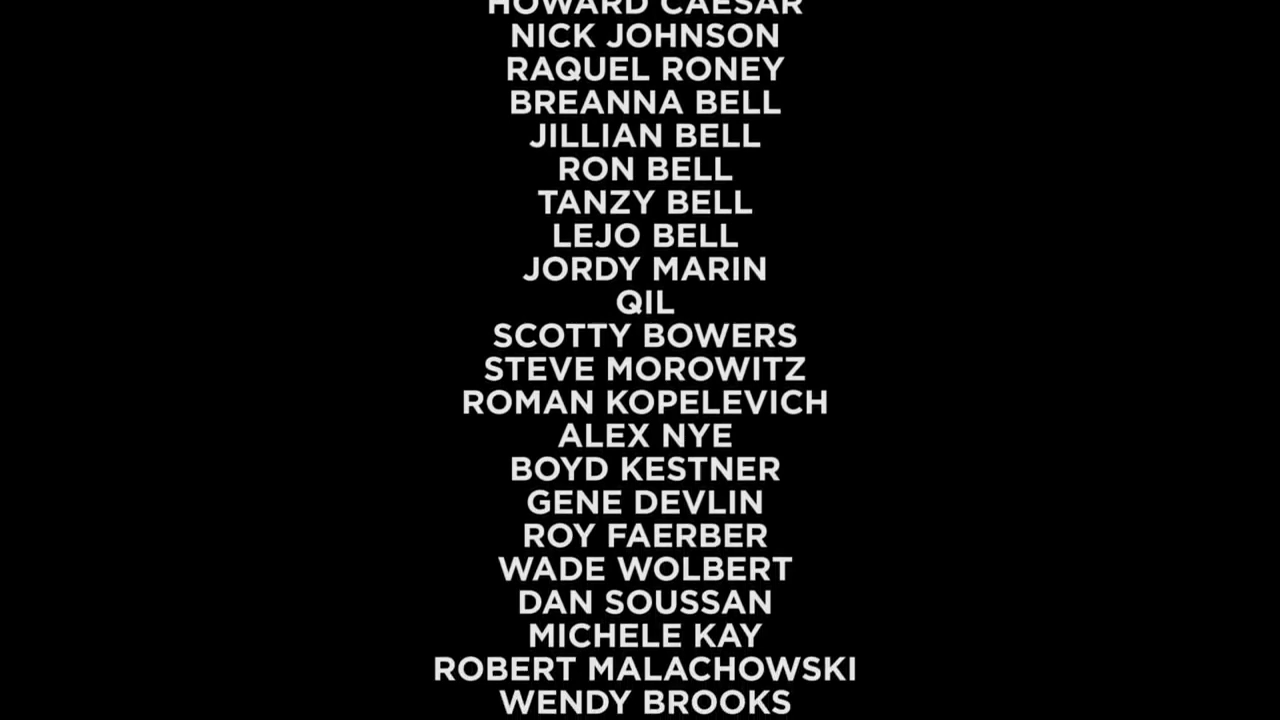 HOWARD CAESAR
NICK JOHNSON
RAQUEL RONEY
BREANNA BELL
JILLIAN BELL
RON BELL
TANZY BELL
LEJO BELL
JORDY MARIN
QIL
SCOTTY BOWERS
STEVE MOROWITZ
ROMAN KOPELEVICH
ALEX NYE
BOYD KESTNER
GENE DEVLIN
ROY FAERBER
WADE WOLBERT
DAN SOUSSAN
MICHELE KAY
ROBERT MALACHOWSKI
WENDY BROOKS